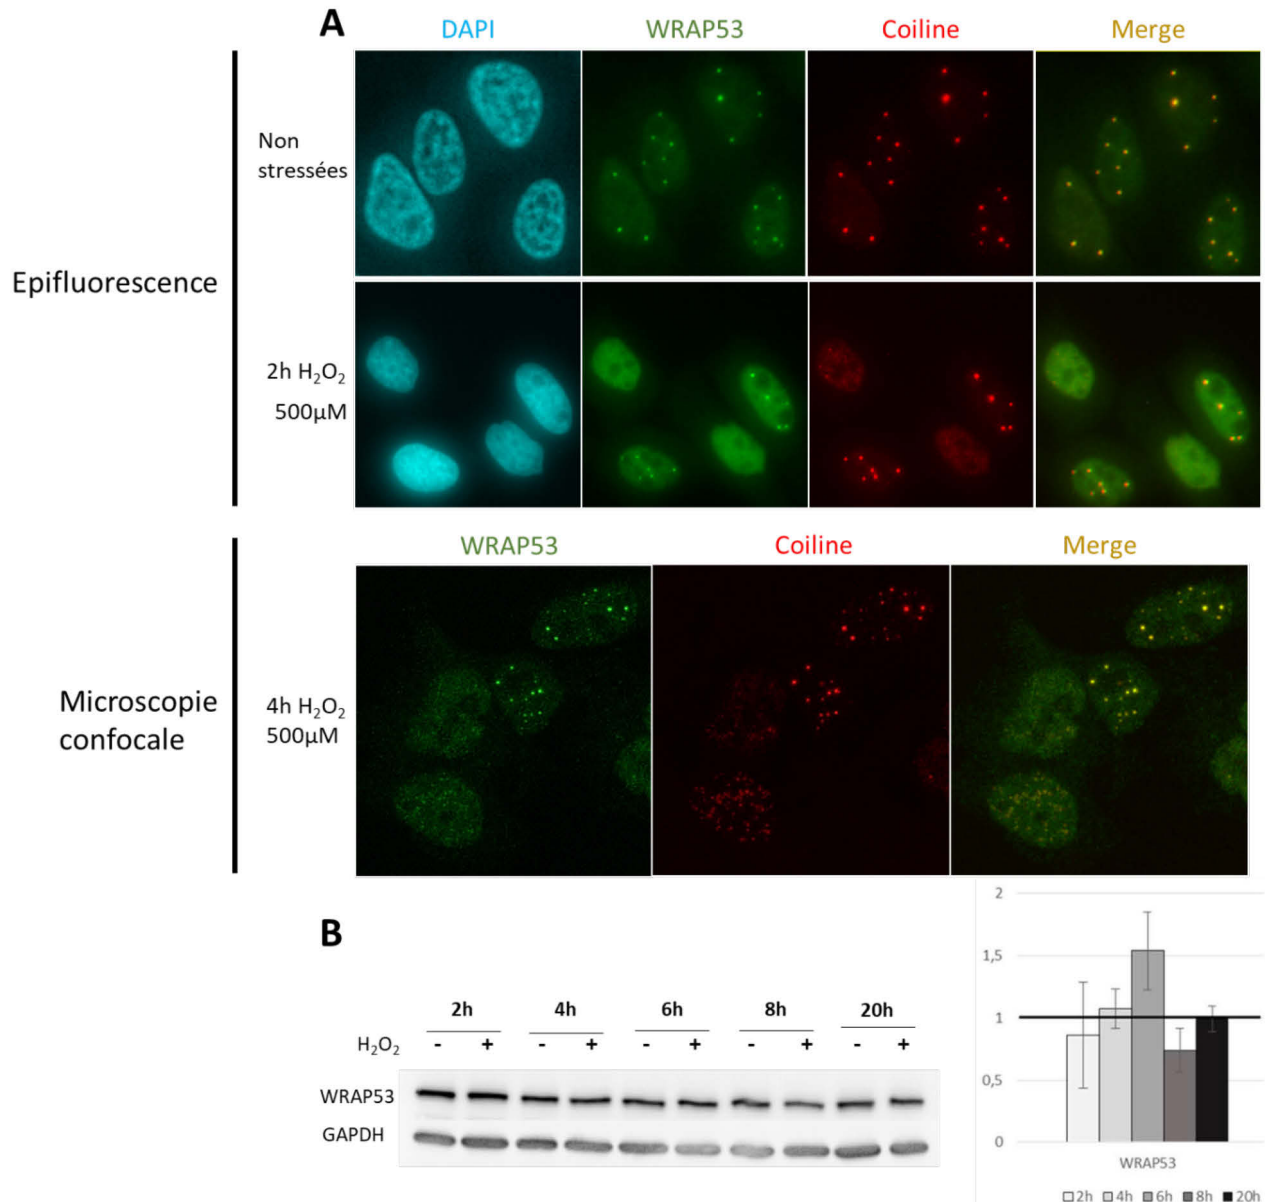 A
DAPI WRAP53 Coiline Merge
Non
stressées
Epifluorescence
2h H₂O₂
500µM
WRAP53 Coiline Merge
Microscopie
confocale
4h H₂O₂
500µM
B
2h 4h 6h 8h 20h
H₂O₂ - + - + - + - + - +
WRAP53
GAPDH
2
1,5
1
0,5
0
WRAP53
2h 4h 6h 8h 20h